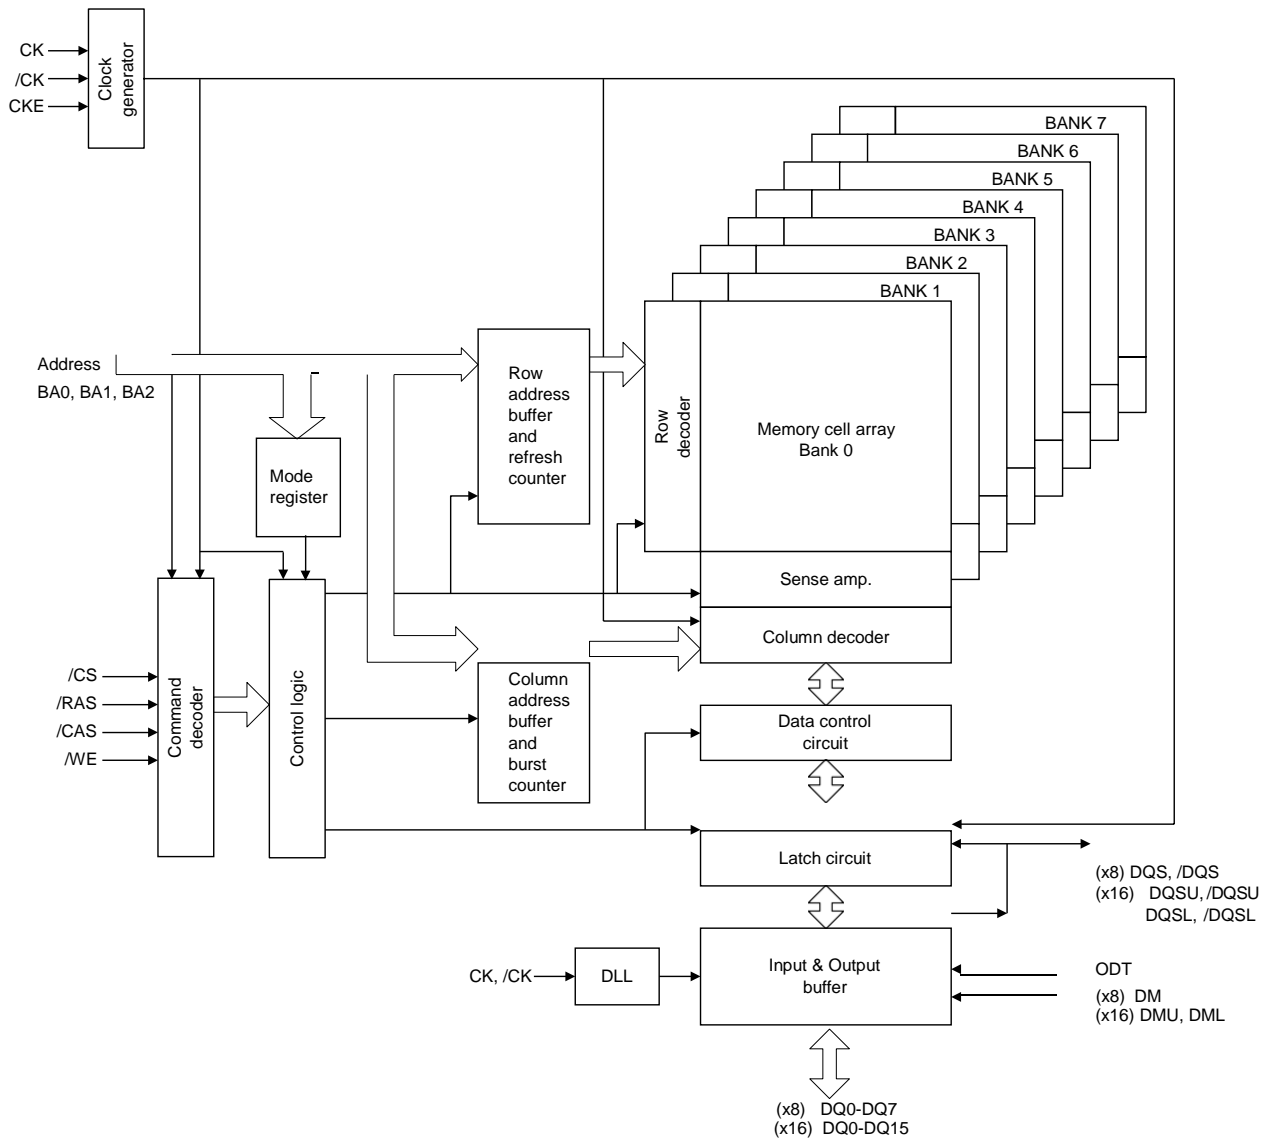 CK
/CK
CKE
Clock
generator
BANK 7
BANK 6
BANK 5
BANK 4
BANK 3
BANK 2
BANK 1
Address
BA0, BA1, BA2
Mode
register
Row
address
buffer
and
refresh
counter
Row
decoder
Memory cell array
Bank 0
Sense amp.
Column decoder
/CS
/RAS
/CAS
/WE
Command
decoder
Control logic
Column
address
buffer
and
burst
counter
Data control
circuit
Latch circuit
(x8) DQS, /DQS
(x16) DQSU, /DQSU
DQSL, /DQSL
CK, /CK
DLL
Input & Output
buffer
ODT
(x8) DM
(x16) DMU, DML
(x8) DQ0-DQ7
(x16) DQ0-DQ15